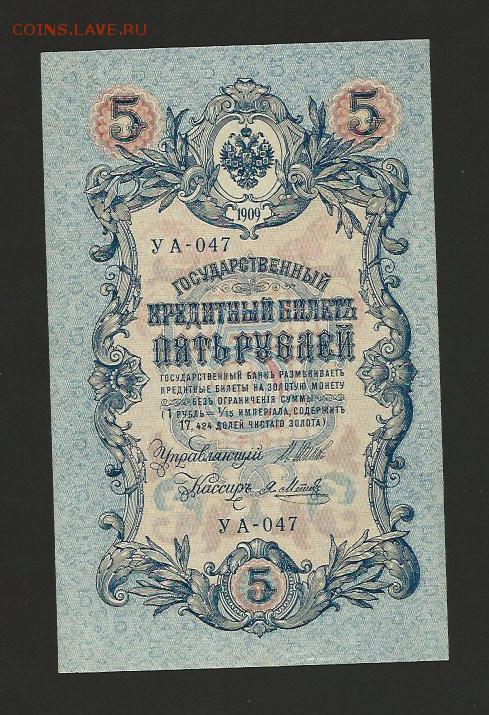 COINS.LAVE.RU
5 5
1909
УА-047
ГОСУДАРСТВЕННЫЙ
КРЕДИТНЫЙ БИЛЕТЪ
ПЯТЬ РУБЛЕЙ
ГОСУДАРСТВЕННЫЙ БАНКЪ РАЗМѢНИВАЕТЪ
КРЕДИТНЫЕ БИЛЕТЫ НА ЗОЛОТУЮ МОНЕТУ
БЕЗЪ ОГРАНИЧЕНІЯ СУММЫ
(1 РУБЛЬ = 1/15 ИМПЕРІАЛА, СОДЕРЖИТЪ
17,424 ДОЛЕЙ ЧИСТАГО ЗОЛОТА)
Управляющий
Кассиръ
УА-047
5